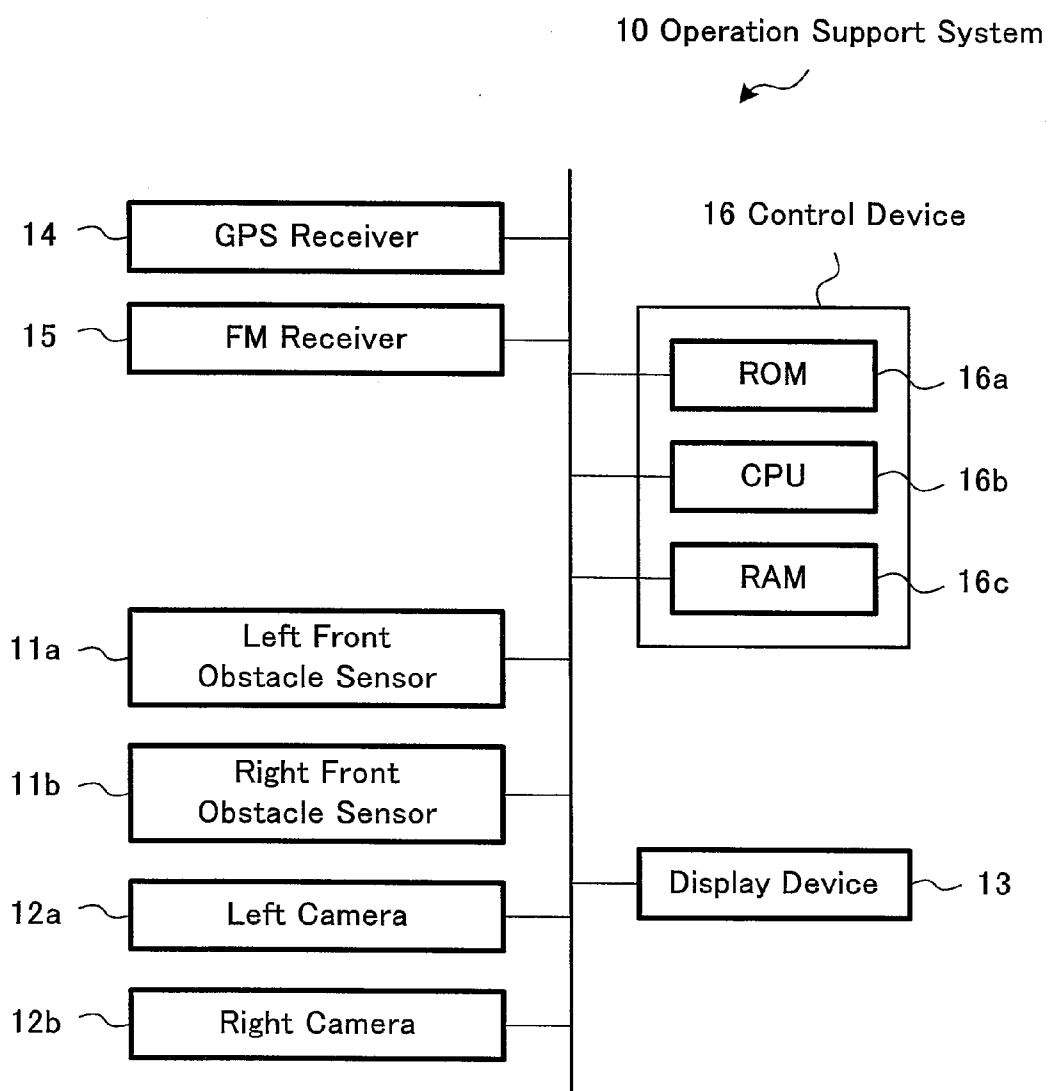 10 Operation Support System
16 Control Device
14
GPS Receiver
15
FM Receiver
ROM
16a
CPU
16b
RAM
16c
11a
Left Front
Obstacle Sensor
11b
Right Front
Obstacle Sensor
Display Device
13
12a
Left Camera
12b
Right Camera